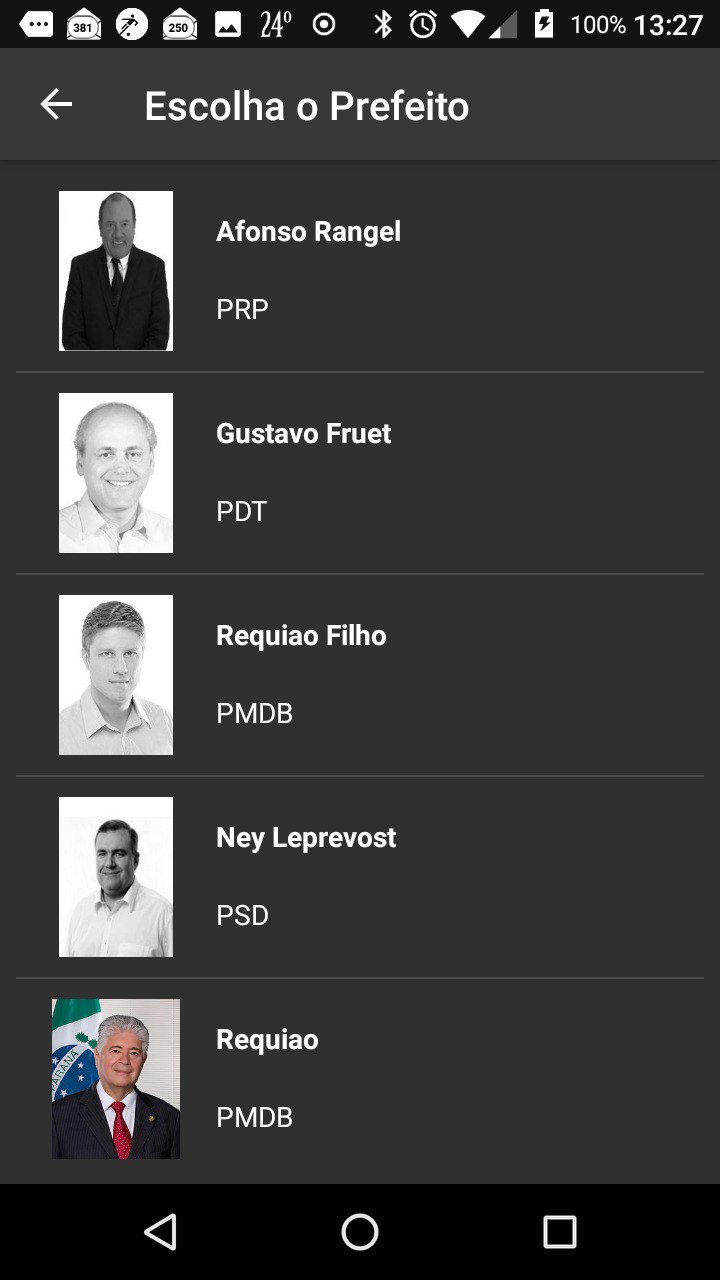 381
250
24º
100% 13:27
Escolha o Prefeito
Afonso Rangel
PRP
Gustavo Fruet
PDT
Requiao Filho
PMDB
Ney Leprevost
PSD
PARANÁ
Requiao
PMDB